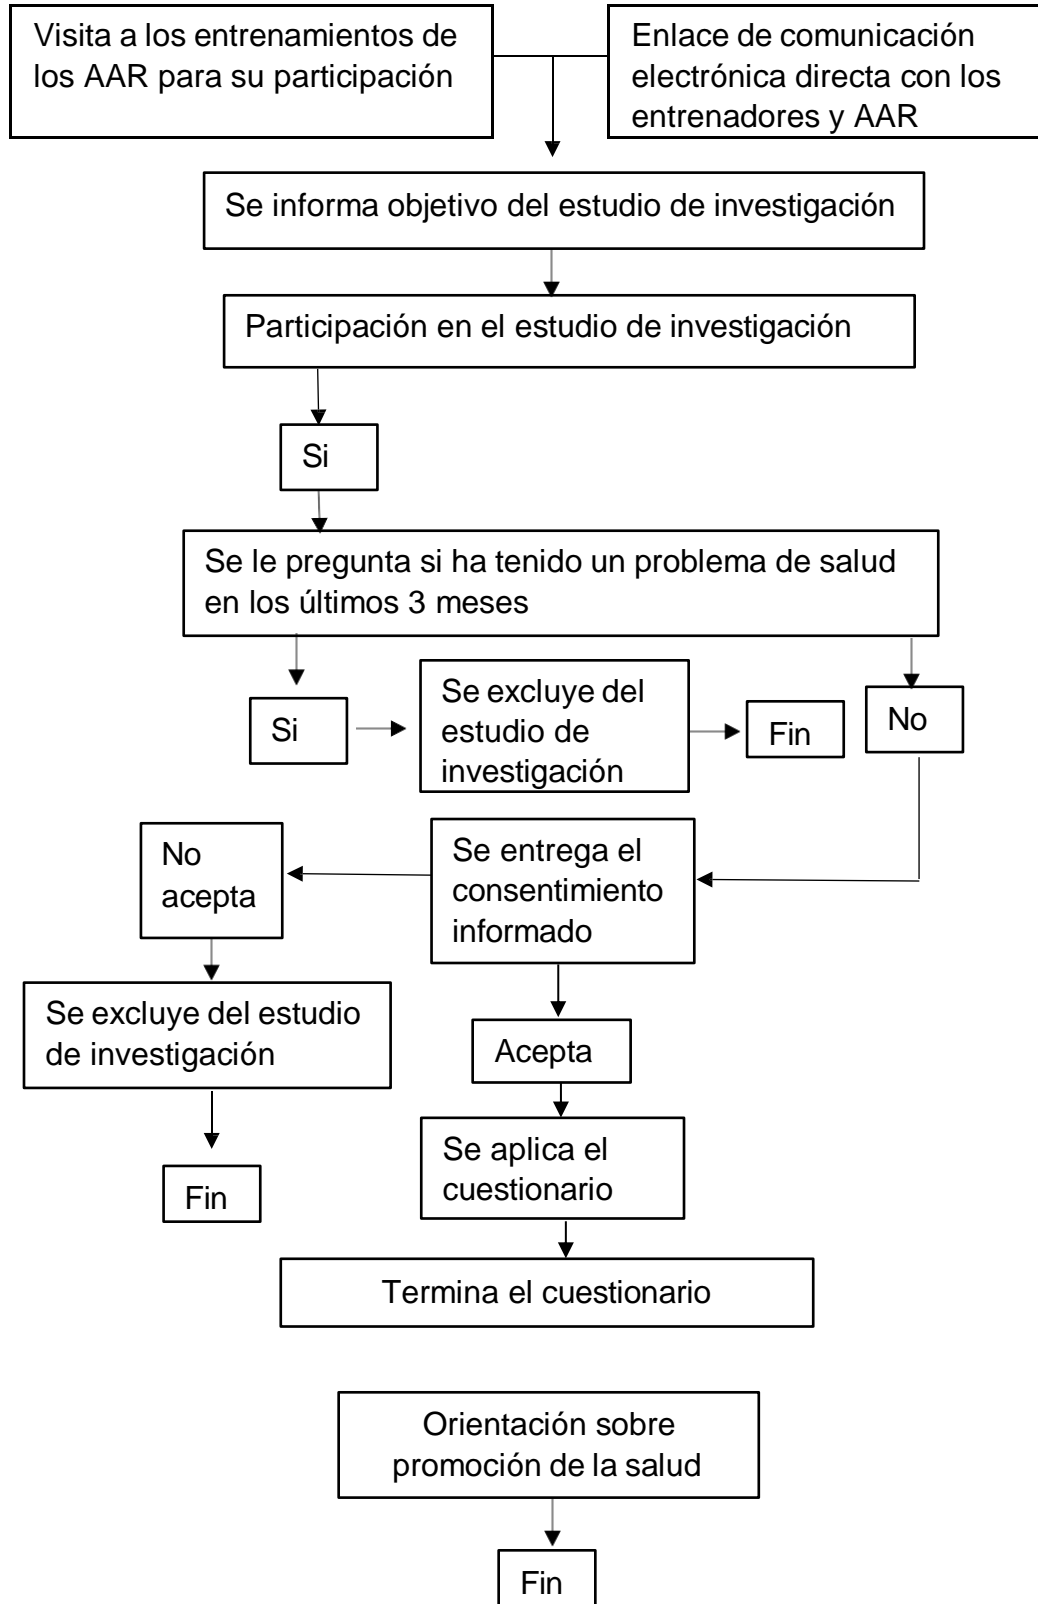 Visita a los entrenamientos de
los AAR para su participación
Enlace de comunicación
electrónica directa con los
entrenadores y AAR
Se informa objetivo del estudio de investigación
Participación en el estudio de investigación
Si
Se le pregunta si ha tenido un problema de salud
en los últimos 3 meses
Si
Se excluye del
estudio de
investigación
Fin
No
No
acepta
Se entrega el
consentimiento
informado
Se excluye del estudio
de investigación
Acepta
Fin
Se aplica el
cuestionario
Termina el cuestionario
Orientación sobre
promoción de la salud
Fin